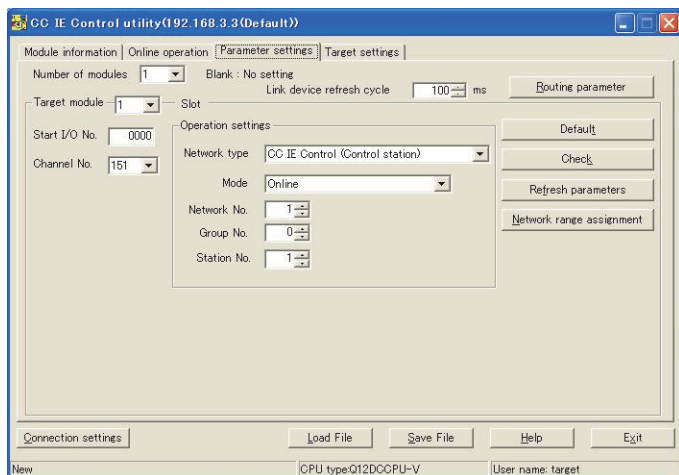 CC IE Control utility(192.168.3.3(Default))
Module information Online operation Parameter settings Target settings
Number of modules 1 Blank : No setting
Link device refresh cycle 100 ms Routing parameter
Target module 1 Slot
Start I/O No. 0000 Operation settings Default
Channel No. 151 Network type CC IE Control (Control station) Check
Mode Online Refresh parameters
Network No. 1 Network range assignment
Group No. 0
Station No. 1
Connection settings Load File Save File Help Exit
New CPU type:Q12DCCPU-V User name: target